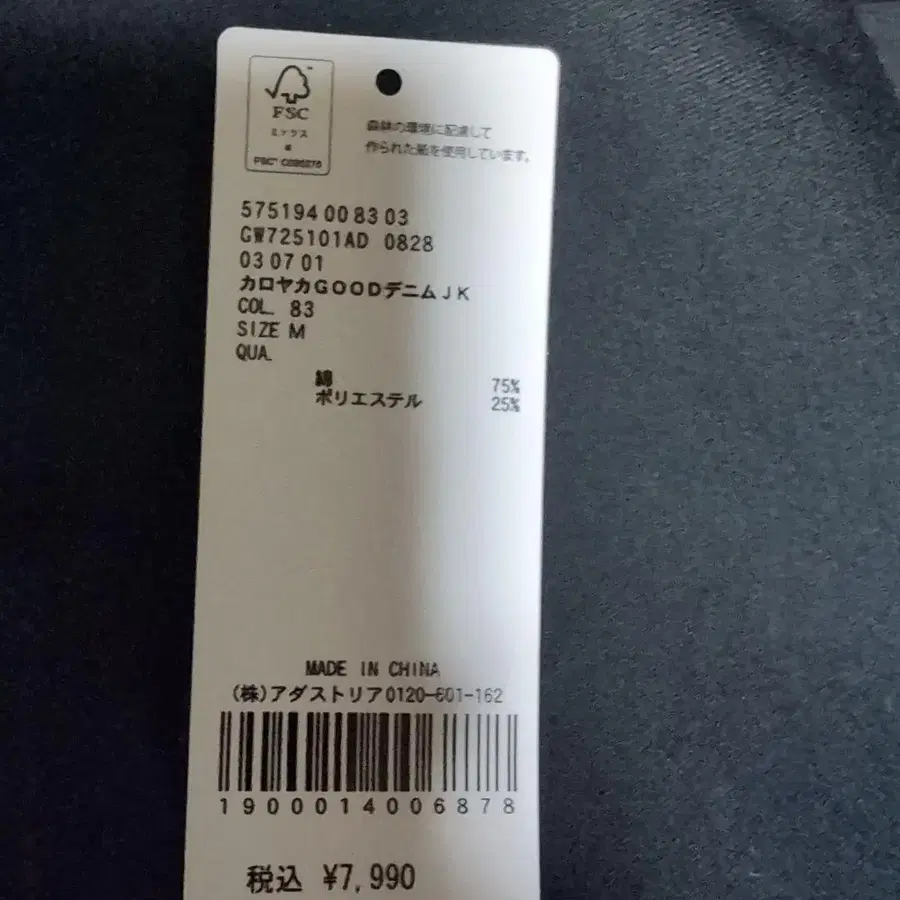 FSC
ミックス
紙
森林の環境に配慮して
作られた紙を使用しています。
575194 00 83 03
GW725101AD 0828
03 07 01
カロヤカGOODデニムJK
COL. 83
SIZE M
QUA.
綿 75%
ポリエステル 25%
MADE IN CHINA
(株)アダストリア0120-601-162
1900014006878
税込 ¥7,990